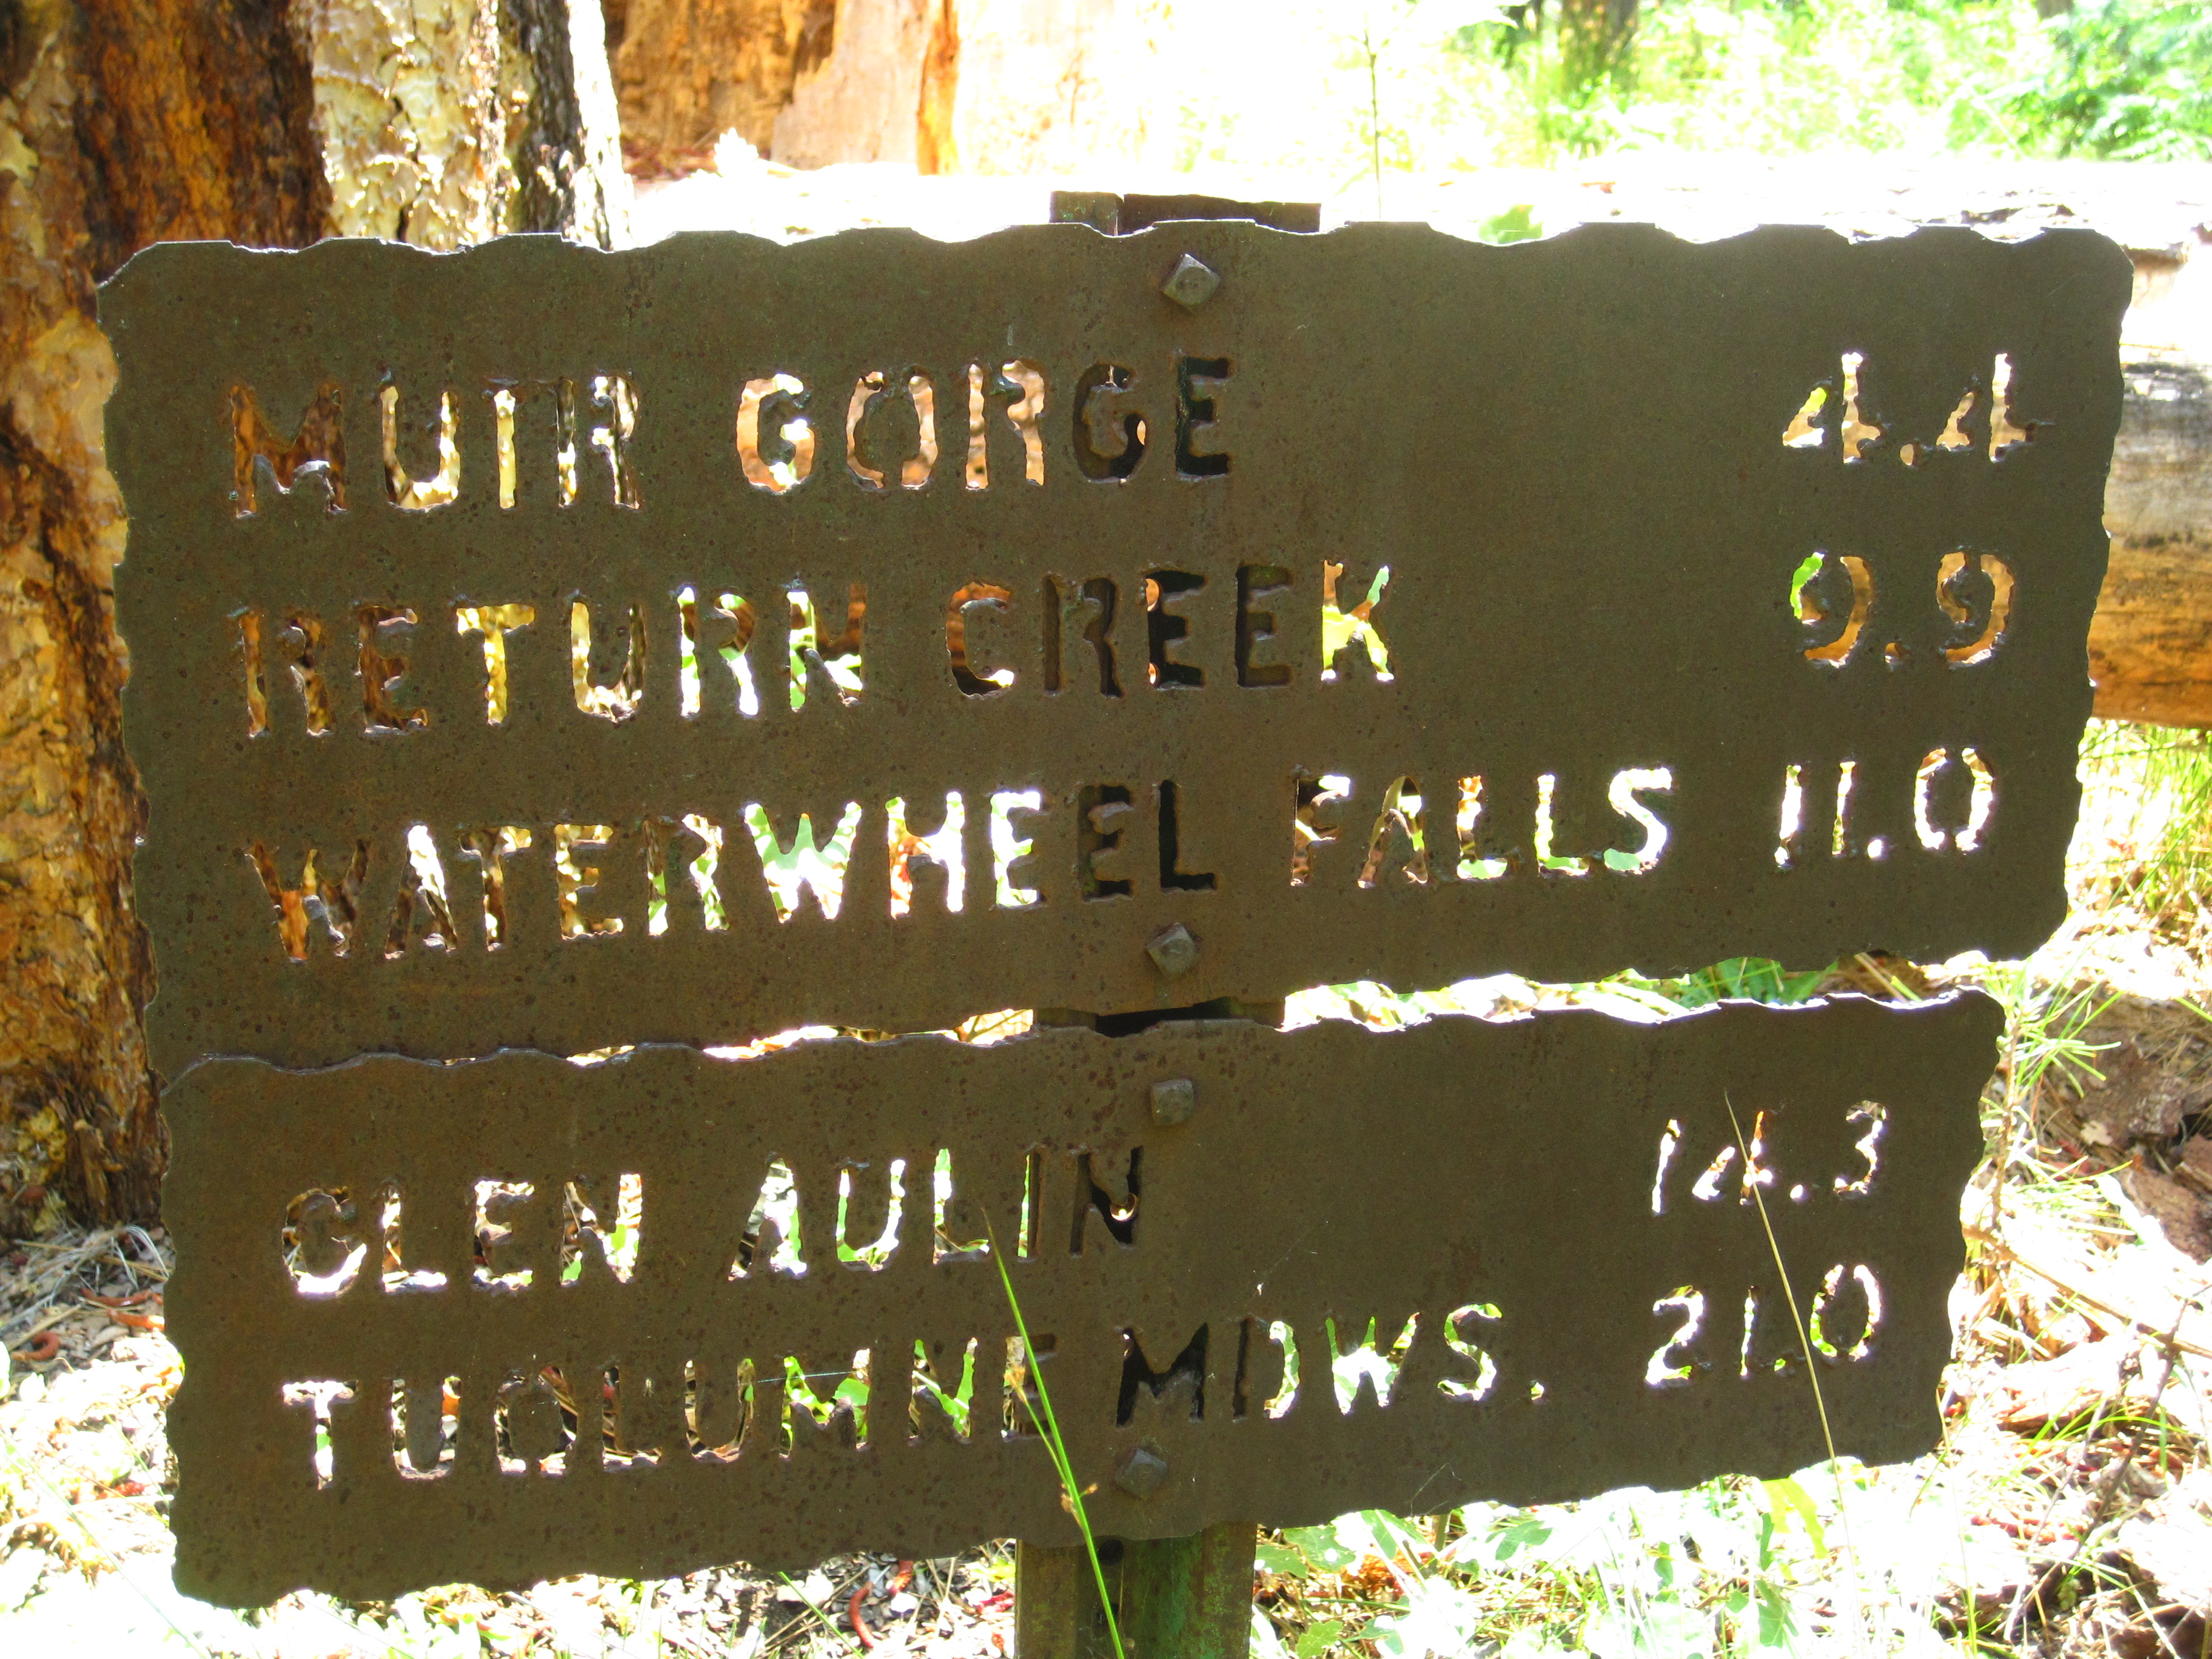 MUIR GORGE 4.4
RETURN CREEK 9.9
WATERWHEEL FALLS 11.0
GLEN AULIN 14.3
TUOLUMNE MDWS. 21.0